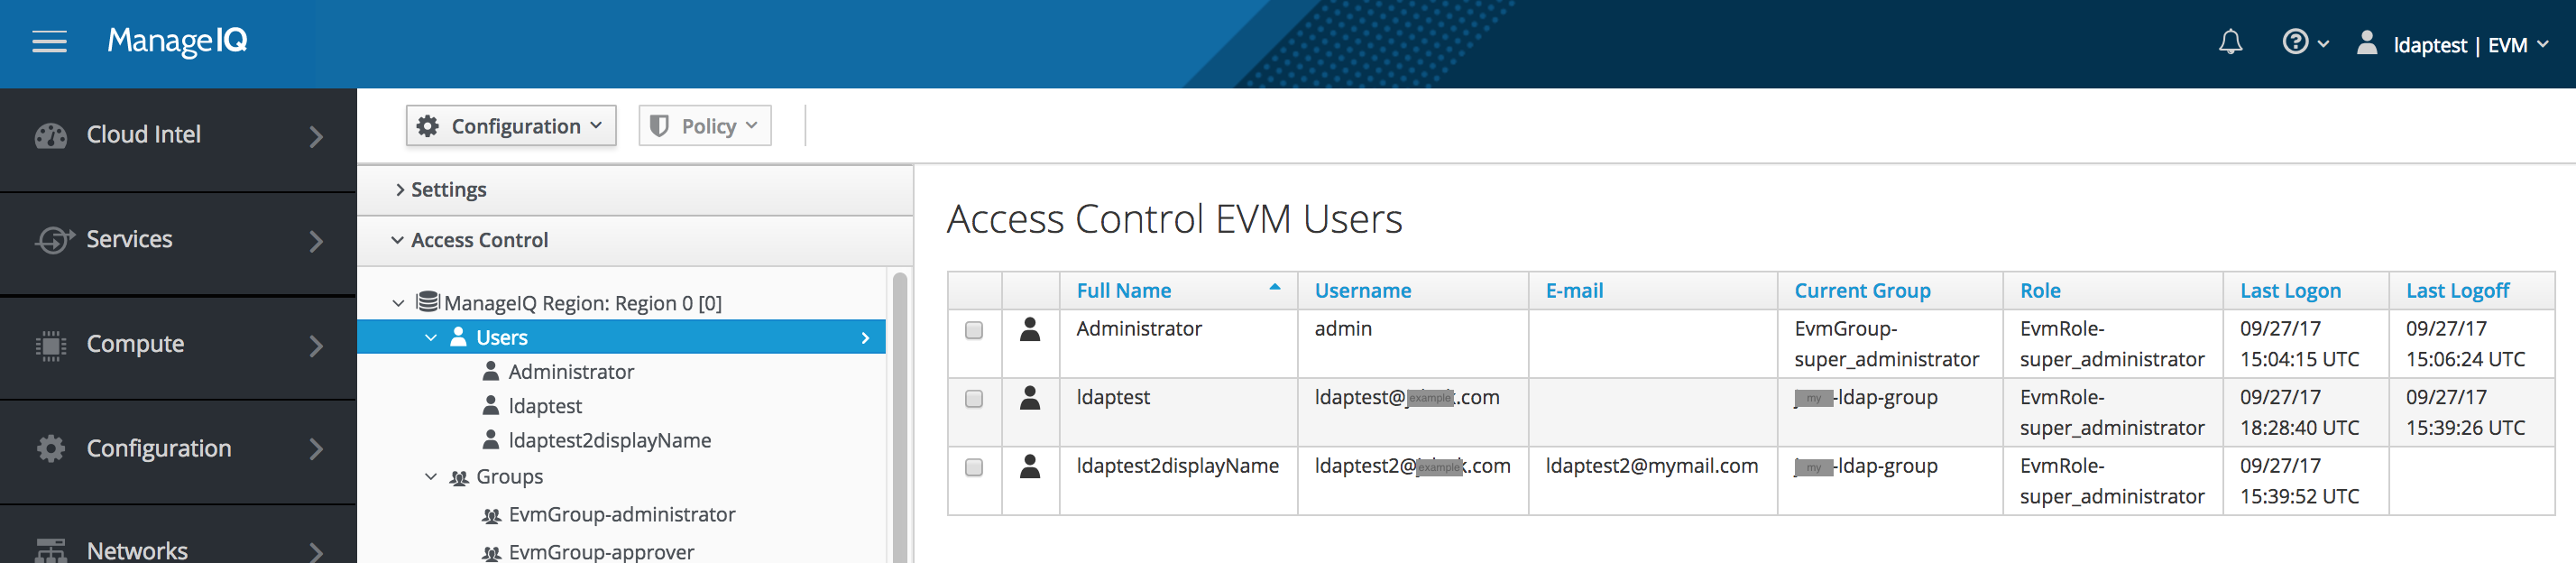 ManageIQ
ldaptest | EVM
Cloud Intel
Services
Compute
Configuration
Networks
Configuration
Policy
Settings
Access Control
ManageIQ Region: Region 0 [0]
Users
Administrator
ldaptest
ldaptest2displayName
Groups
EvmGroup-administrator
EvmGroup-approver
Access Control EVM Users
Full Name Username E-mail Current Group Role Last Logon Last Logoff
Administrator admin EvmGroup- EvmRole- 09/27/17 09/27/17
super_administrator super_administrator 15:04:15 UTC 15:06:24 UTC
ldaptest ldaptest@example.com my-ldap-group EvmRole- 09/27/17 09/27/17
super_administrator 18:28:40 UTC 15:39:26 UTC
ldaptest2displayName ldaptest2@example.com ldaptest2@mymail.com my-ldap-group EvmRole- 09/27/17
super_administrator 15:39:52 UTC